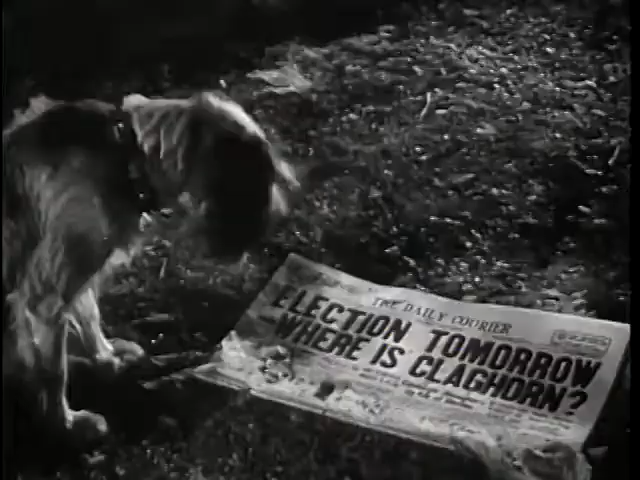 THE DAILY COURIER
ELECTION TOMORROW
WHERE IS CLAGHORN?